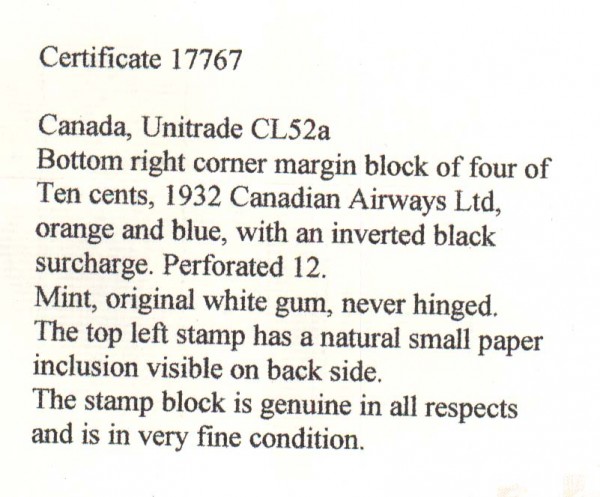 Certificate 17767
Canada, Unitrade CL52a
Bottom right corner margin block of four of
Ten cents, 1932 Canadian Airways Ltd,
orange and blue, with an inverted black
surcharge. Perforated 12.
Mint, original white gum, never hinged.
The top left stamp has a natural small paper
inclusion visible on back side.
The stamp block is genuine in all respects
and is in very fine condition.